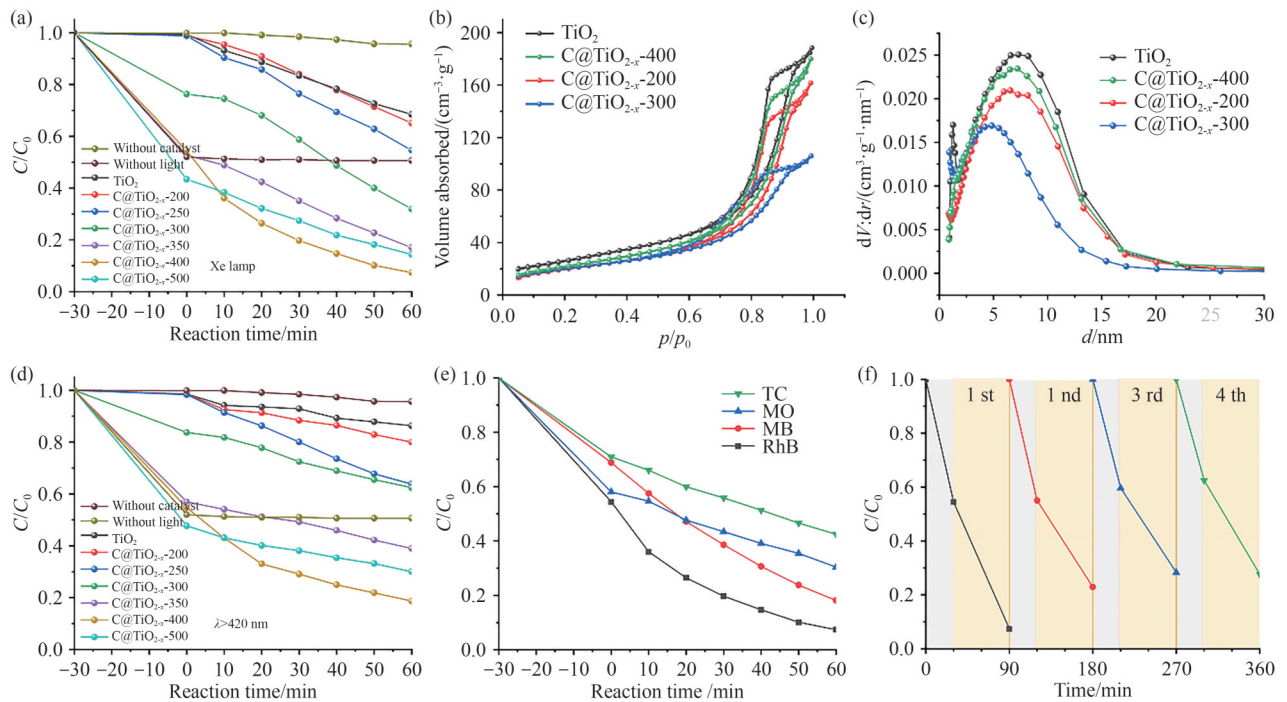 (a)
1.0
0.8
0.6
0.4
0.2
0.0
C/C₀
Without catalyst
Without light
TiO₂
C@TiO₂₋ₓ-200
C@TiO₂₋ₓ-250
C@TiO₂₋ₓ-300
C@TiO₂₋ₓ-350
C@TiO₂₋ₓ-400
C@TiO₂₋ₓ-500
Xe lamp
−30 −20 −10 0 10 20 30 40 50 60
Reaction time/min
(b)
200
160
120
80
40
0
Volume absorbed/(cm³·g⁻¹)
TiO₂
C@TiO₂₋ₓ-400
C@TiO₂₋ₓ-200
C@TiO₂₋ₓ-300
0.0 0.2 0.4 0.6 0.8 1.0
p/p₀
(c)
0.025
0.020
0.015
0.010
0.005
0.000
dV·dr/(cm³·g⁻¹·nm⁻¹)
TiO₂
C@TiO₂₋ₓ-400
C@TiO₂₋ₓ-200
C@TiO₂₋ₓ-300
0 5 10 15 20 25 30
d/nm
(d)
1.0
0.8
0.6
0.4
0.2
0.0
C/C₀
Without catalyst
Without light
TiO₂
C@TiO₂₋ₓ-200
C@TiO₂₋ₓ-250
C@TiO₂₋ₓ-300
C@TiO₂₋ₓ-350
C@TiO₂₋ₓ-400
C@TiO₂₋ₓ-500
λ>420 nm
−30 −20 −10 0 10 20 30 40 50 60
Reaction time/min
(e)
1.0
0.8
0.6
0.4
0.2
0.0
C/C₀
TC
MO
MB
RhB
−30 −20 −10 0 10 20 30 40 50 60
Reaction time /min
(f)
1.0
0.8
0.6
0.4
0.2
0.0
C/C₀
1 st 1 nd 3 rd 4 th
0 90 180 270 360
Time/min